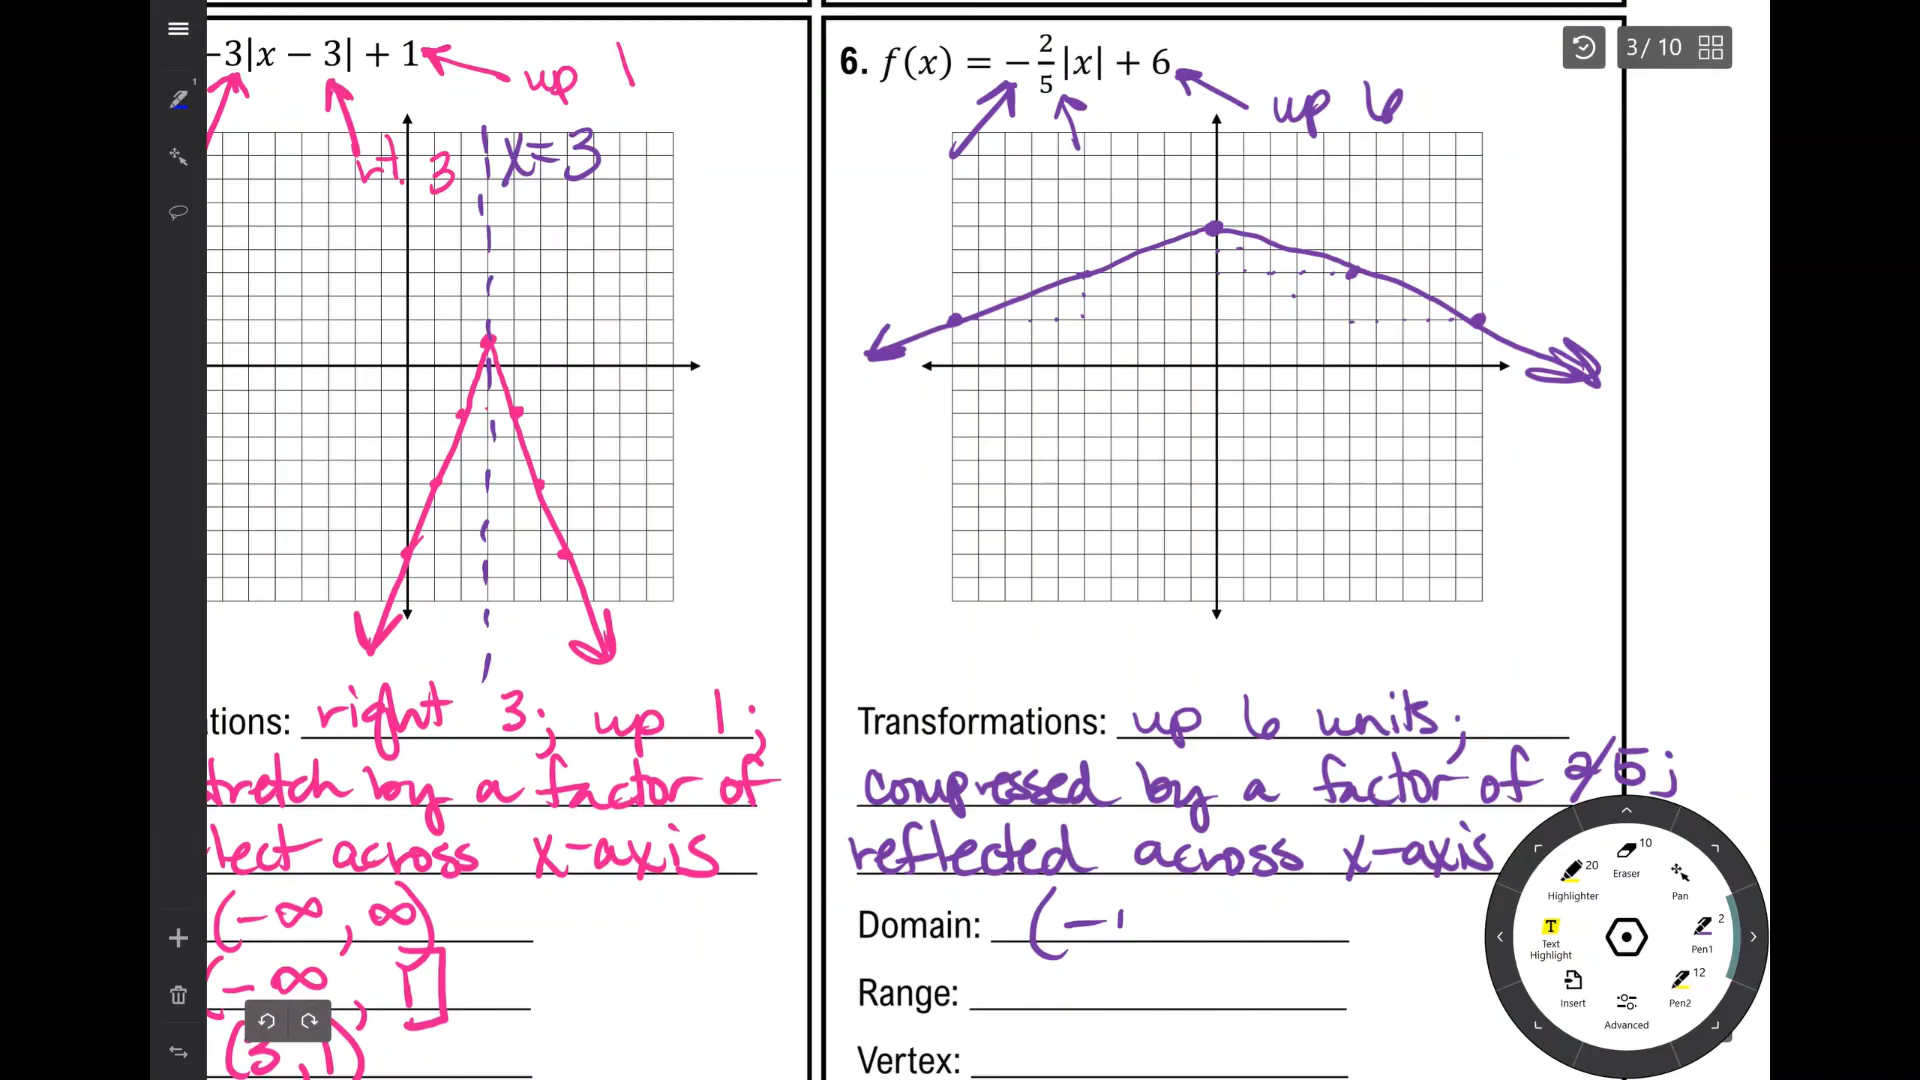 -3|x − 3| + 1
up 1
rt. 3
x=3
tions: right 3; up 1;
tretch by a factor of
lect across x-axis
(-∞, ∞)
(-∞, 1]
(3,1)
6. f(x) = −2/5|x| + 6
up 6
Transformations: up 6 units;
compressed by a factor of 2/5;
reflected across x-axis
Domain: (-
Range:
Vertex:
3 / 10
1
10
Eraser
20
Highlighter
Pan
Text
Highlight
2
Pen1
Insert
12
Pen2
Advanced